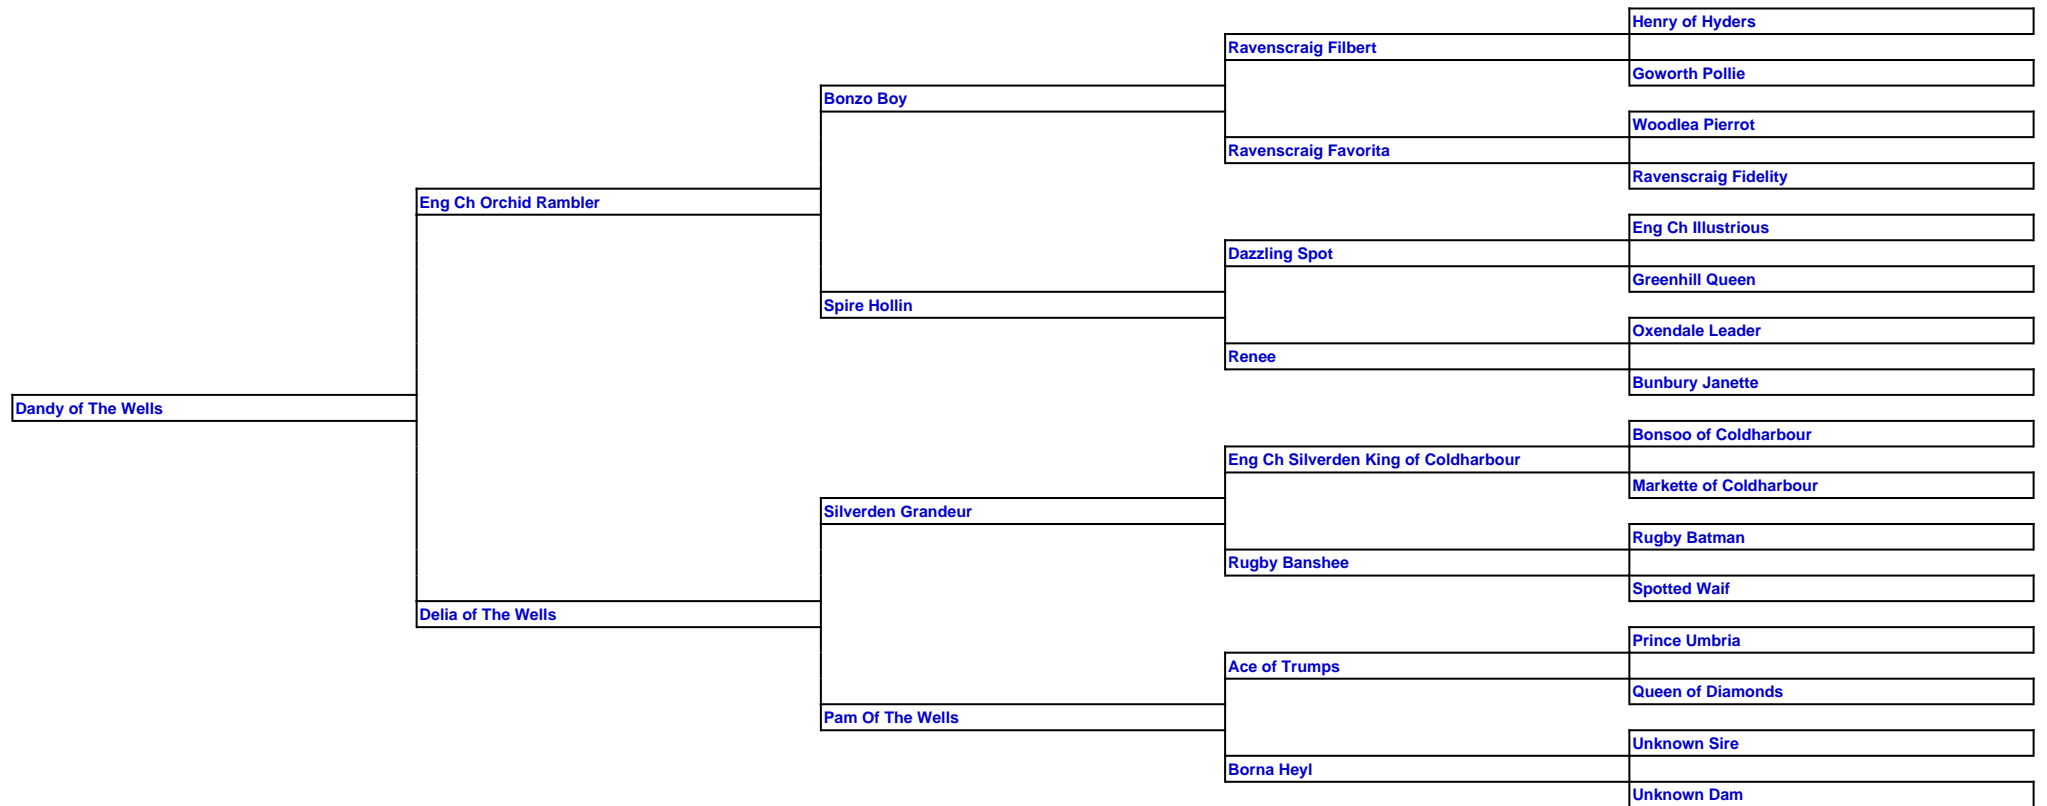 Henry of Hyders
Ravenscraig Filbert
Goworth Pollie
Bonzo Boy
Woodlea Pierrot
Ravenscraig Favorita
Ravenscraig Fidelity
Eng Ch Orchid Rambler
Eng Ch Illustrious
Dazzling Spot
Greenhill Queen
Spire Hollin
Oxendale Leader
Renee
Bunbury Janette
Dandy of The Wells
Bonsoo of Coldharbour
Eng Ch Silverden King of Coldharbour
Markette of Coldharbour
Silverden Grandeur
Rugby Batman
Rugby Banshee
Spotted Waif
Delia of The Wells
Prince Umbria
Ace of Trumps
Queen of Diamonds
Pam Of The Wells
Unknown Sire
Borna Heyl
Unknown Dam